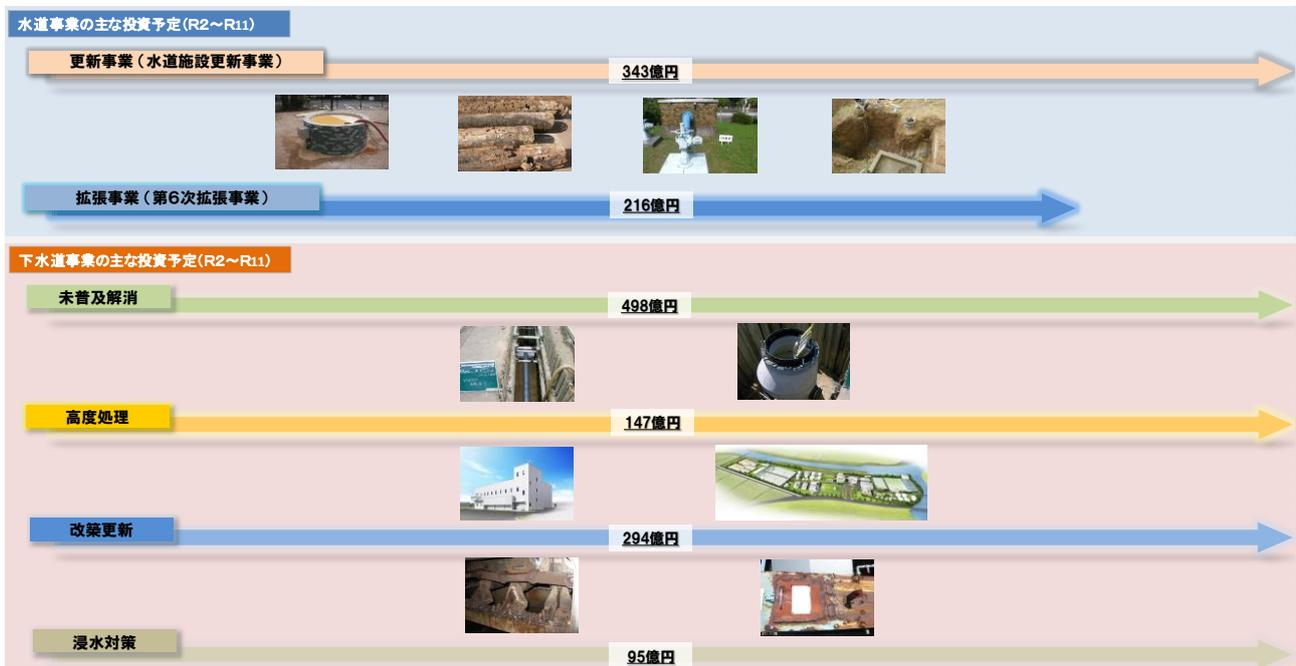 水道事業の主な投資予定(R2～R11)
更新事業(水道施設更新事業)
343億円
拡張事業(第6次拡張事業)
216億円
下水道事業の主な投資予定(R2～R11)
未普及解消
498億円
高度処理
147億円
改築更新
294億円
浸水対策
95億円